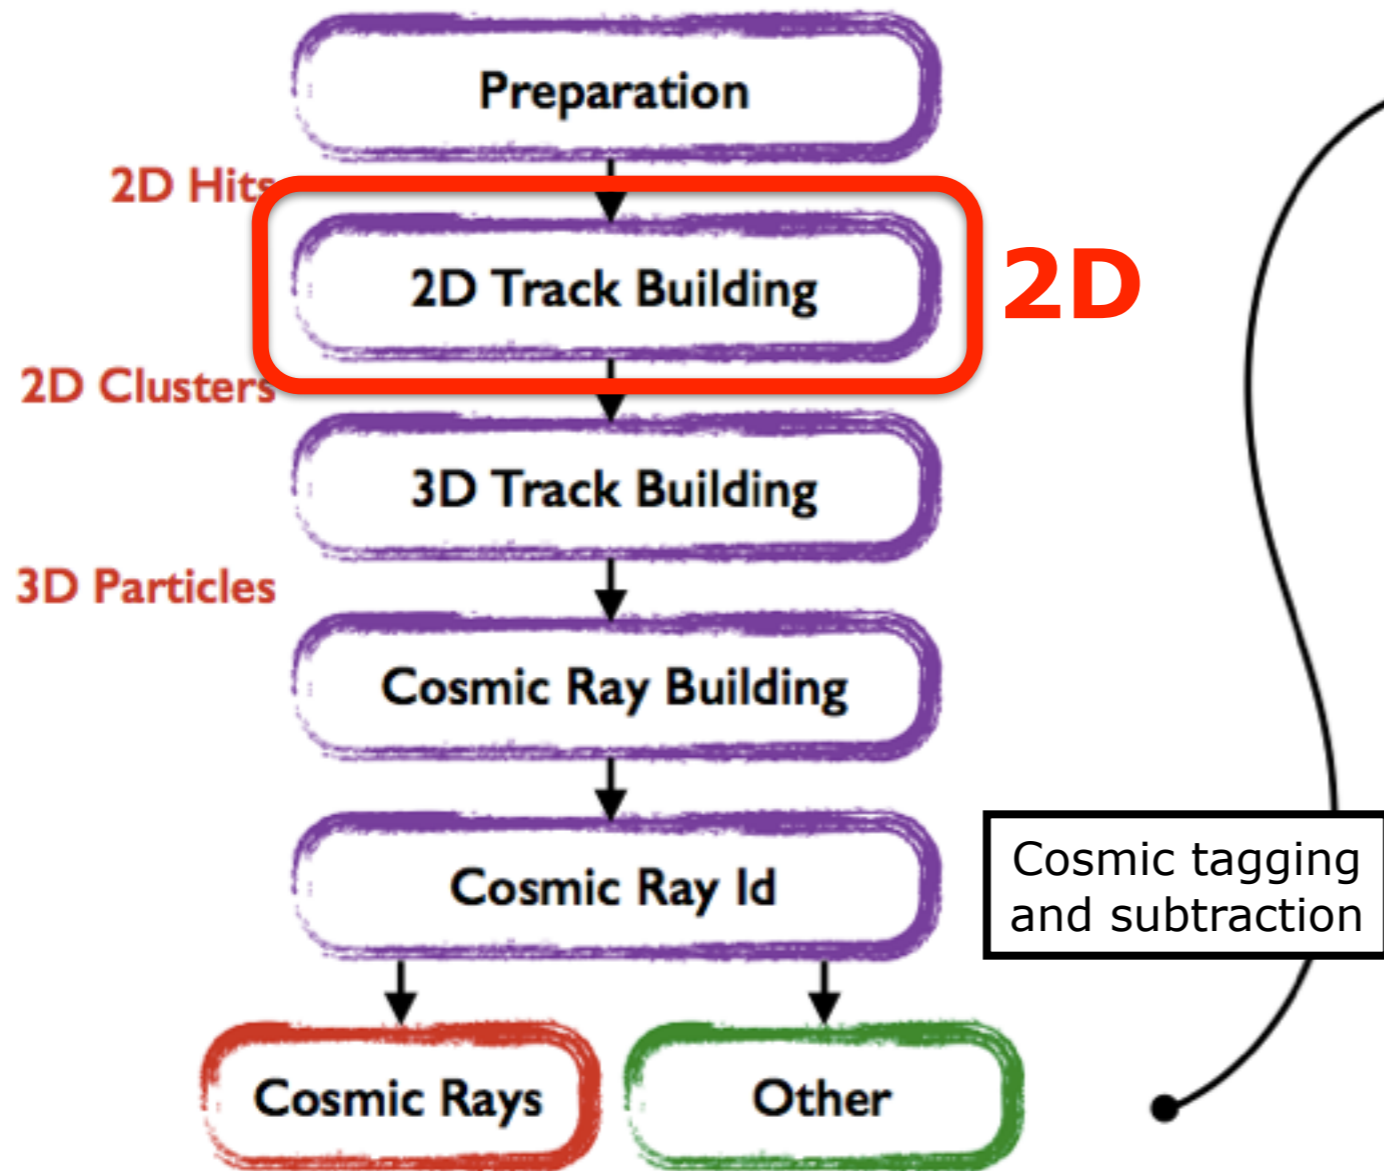 Preparation
2D Hits
2D Track Building
2D
2D Clusters
3D Track Building
3D Particles
Cosmic Ray Building
Cosmic Ray Id
Cosmic tagging
and subtraction
Cosmic Rays
Other